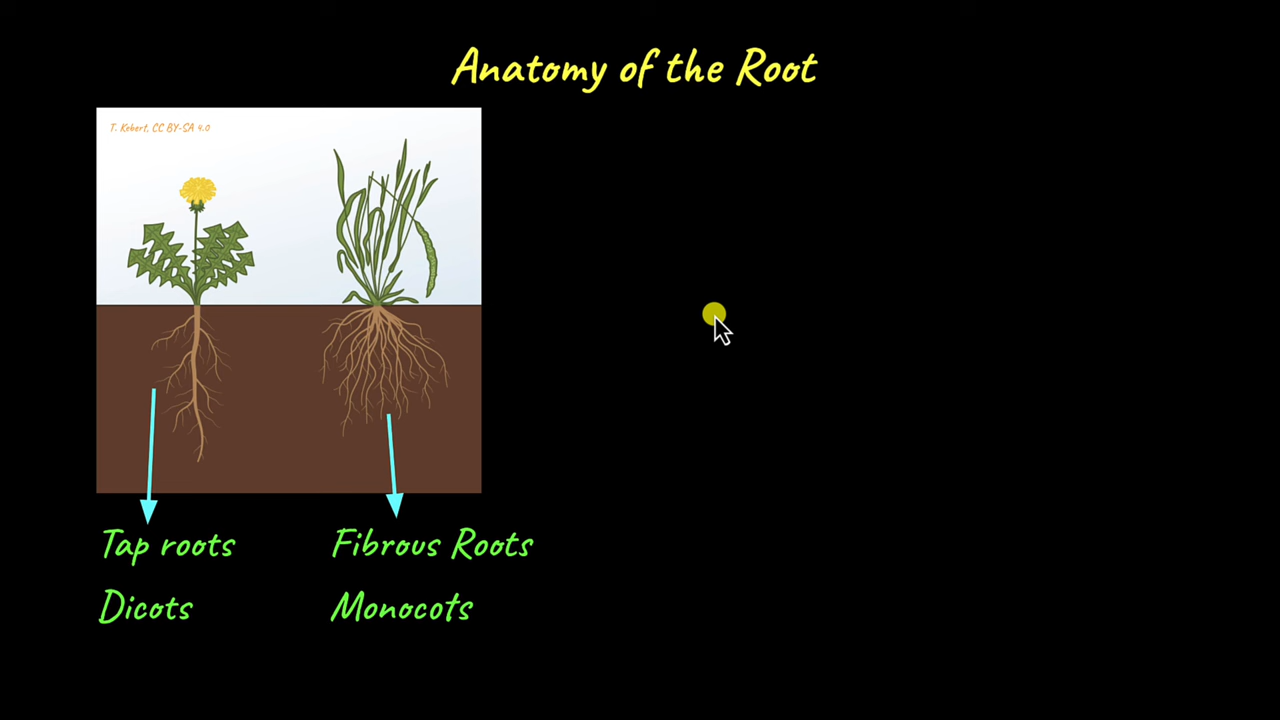 Anatomy of the Root
T. Kebert, CC BY-SA 4.0
Tap roots
Fibrous Roots
Dicots
Monocots